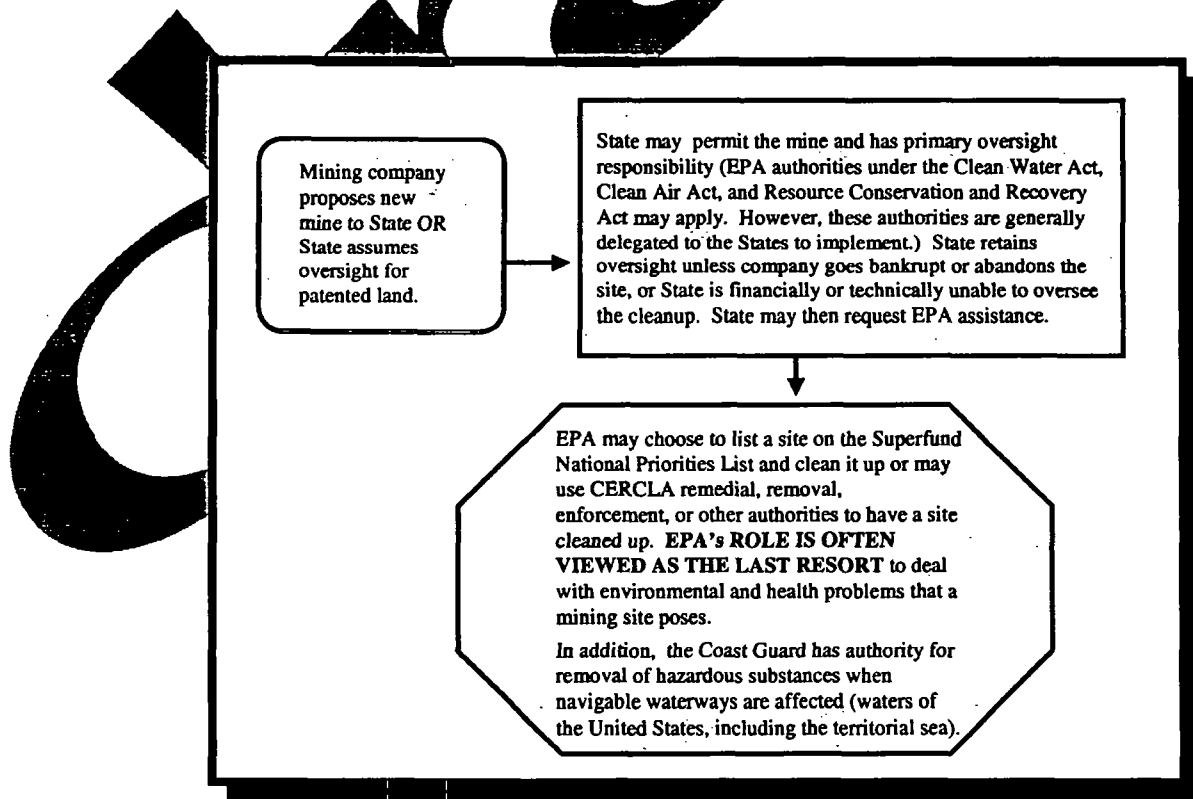 Mining company
proposes new
mine to State OR
State assumes
oversight for
patented land.
State may permit the mine and has primary oversight
responsibility (EPA authorities under the Clean Water Act,
Clean Air Act, and Resource Conservation and Recovery
Act may apply. However, these authorities are generally
delegated to the States to implement.) State retains
oversight unless company goes bankrupt or abandons the
site, or State is financially or technically unable to oversee
the cleanup. State may then request EPA assistance.
EPA may choose to list a site on the Superfund
National Priorities List and clean it up or may
use CERCLA remedial, removal,
enforcement, or other authorities to have a site
cleaned up. EPA's ROLE IS OFTEN
VIEWED AS THE LAST RESORT to deal
with environmental and health problems that a
mining site poses.
In addition, the Coast Guard has authority for
removal of hazardous substances when
navigable waterways are affected (waters of
the United States, including the territorial sea).